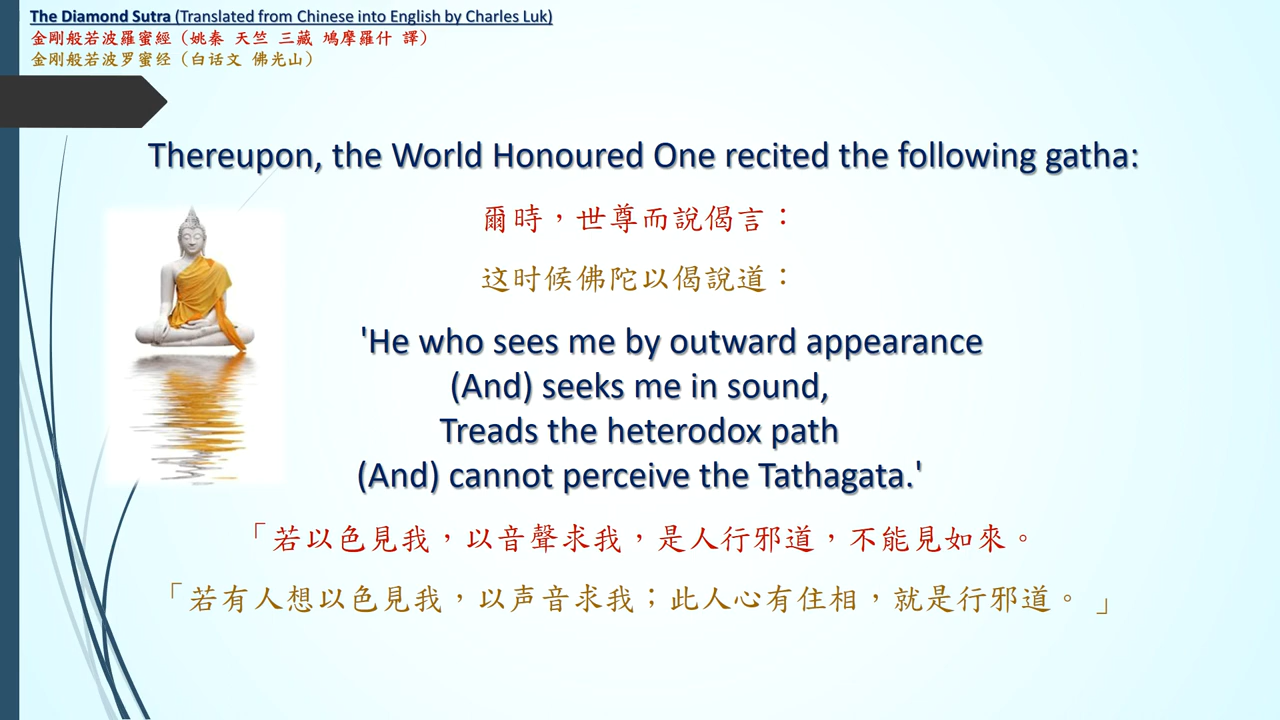 The Diamond Sutra (Translated from Chinese into English by Charles Luk)
金剛般若波羅蜜經（姚秦 天竺 三藏 鳩摩羅什 譯）
金剛般若波罗蜜经（白话文 佛光山）
Thereupon, the World Honoured One recited the following gatha:
爾時，世尊而說偈言：
这时候佛陀以偈說道：
'He who sees me by outward appearance
(And) seeks me in sound,
Treads the heterodox path
(And) cannot perceive the Tathagata.'
「若以色見我，以音聲求我，是人行邪道，不能見如來。
「若有人想以色見我，以声音求我；此人心有住相，就是行邪道。 」